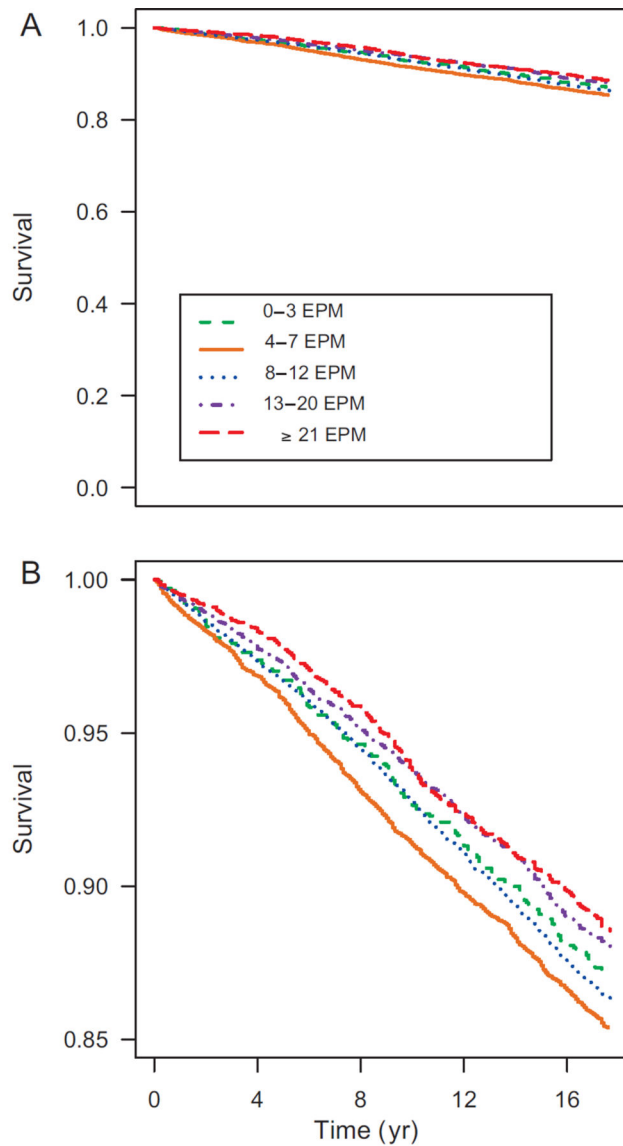 A
1.0
0.8
0.6
0.4
0.2
0.0
Survival
0–3 EPM
4–7 EPM
8–12 EPM
13–20 EPM
≥ 21 EPM
B
1.00
0.95
0.90
0.85
Survival
0 4 8 12 16
Time (yr)